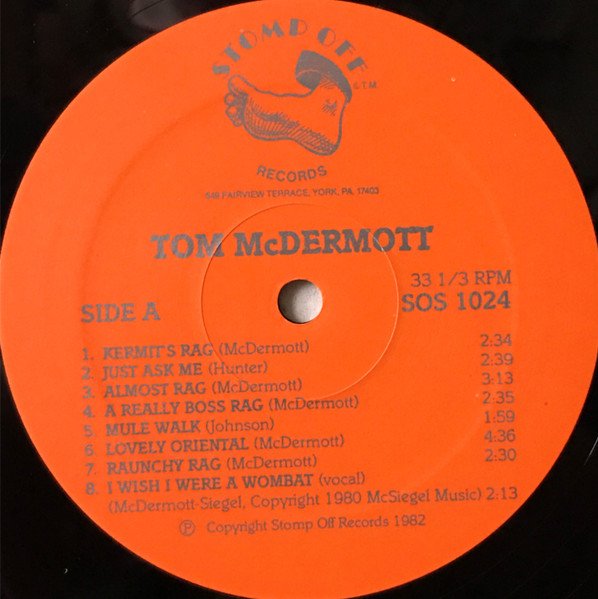 STOMP OFF
©T.M.
RECORDS
549 FAIRVIEW TERRACE, YORK, PA. 17403
TOM McDERMOTT
33 1/3 RPM
SIDE A
SOS 1024
1. KERMIT'S RAG (McDermott) 2:34
2. JUST ASK ME (Hunter) 2:39
3. ALMOST RAG (McDermott) 3:13
4. A REALLY BOSS RAG (McDermott) 2:35
5. MULE WALK (Johnson) 1:59
6. LOVELY ORIENTAL (McDermott) 4:36
7. RAUNCHY RAG (McDermott) 2:30
8. I WISH I WERE A WOMBAT (vocal)
(McDermott-Siegel, Copyright 1980 McSiegel Music) 2:13
Ⓟ Copyright Stomp Off Records 1982